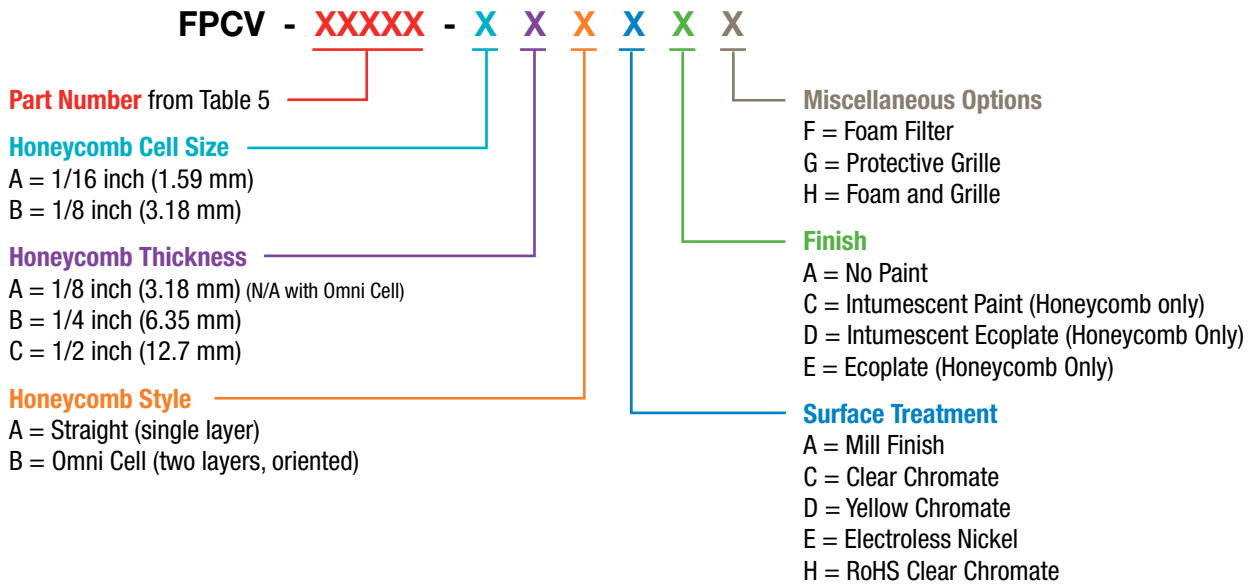 FPCV - XXXXX - X X X X X X
Part Number from Table 5
Honeycomb Cell Size
A = 1/16 inch (1.59 mm)
B = 1/8 inch (3.18 mm)
Honeycomb Thickness
A = 1/8 inch (3.18 mm) (N/A with Omni Cell)
B = 1/4 inch (6.35 mm)
C = 1/2 inch (12.7 mm)
Honeycomb Style
A = Straight (single layer)
B = Omni Cell (two layers, oriented)
Miscellaneous Options
F = Foam Filter
G = Protective Grille
H = Foam and Grille
Finish
A = No Paint
C = Intumescent Paint (Honeycomb only)
D = Intumescent Ecoplate (Honeycomb Only)
E = Ecoplate (Honeycomb Only)
Surface Treatment
A = Mill Finish
C = Clear Chromate
D = Yellow Chromate
E = Electroless Nickel
H = RoHS Clear Chromate